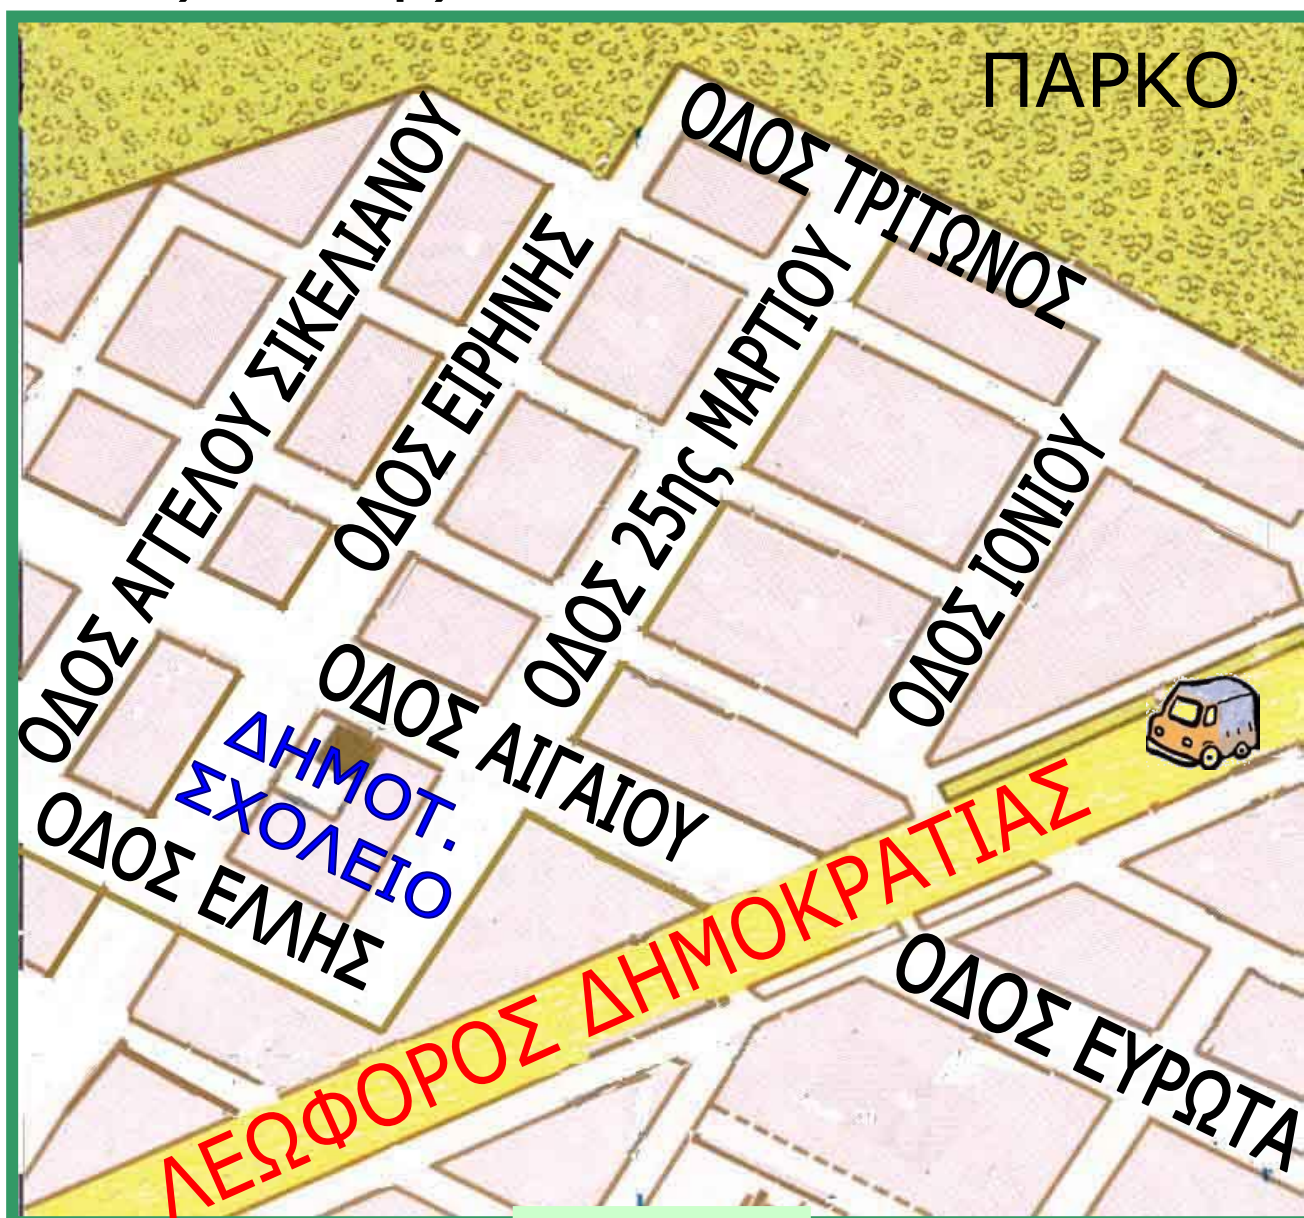 ΠΑΡΚΟ
ΟΔΟΣ ΤΡΙΤΩΝΟΣ
ΟΔΟΣ ΑΓΓΕΛΟΥ ΣΙΚΕΛΙΑΝΟΥ
ΟΔΟΣ ΕΙΡΗΝΗΣ
ΟΔΟΣ 25ης ΜΑΡΤΙΟΥ
ΟΔΟΣ ΙΟΝΙΟΥ
ΟΔΟΣ ΑΙΓΑΙΟΥ
ΔΗΜΟΤ.
ΣΧΟΛΕΙΟ
ΟΔΟΣ ΕΛΛΗΣ
ΛΕΩΦΟΡΟΣ ΔΗΜΟΚΡΑΤΙΑΣ
ΟΔΟΣ ΕΥΡΩΤΑ